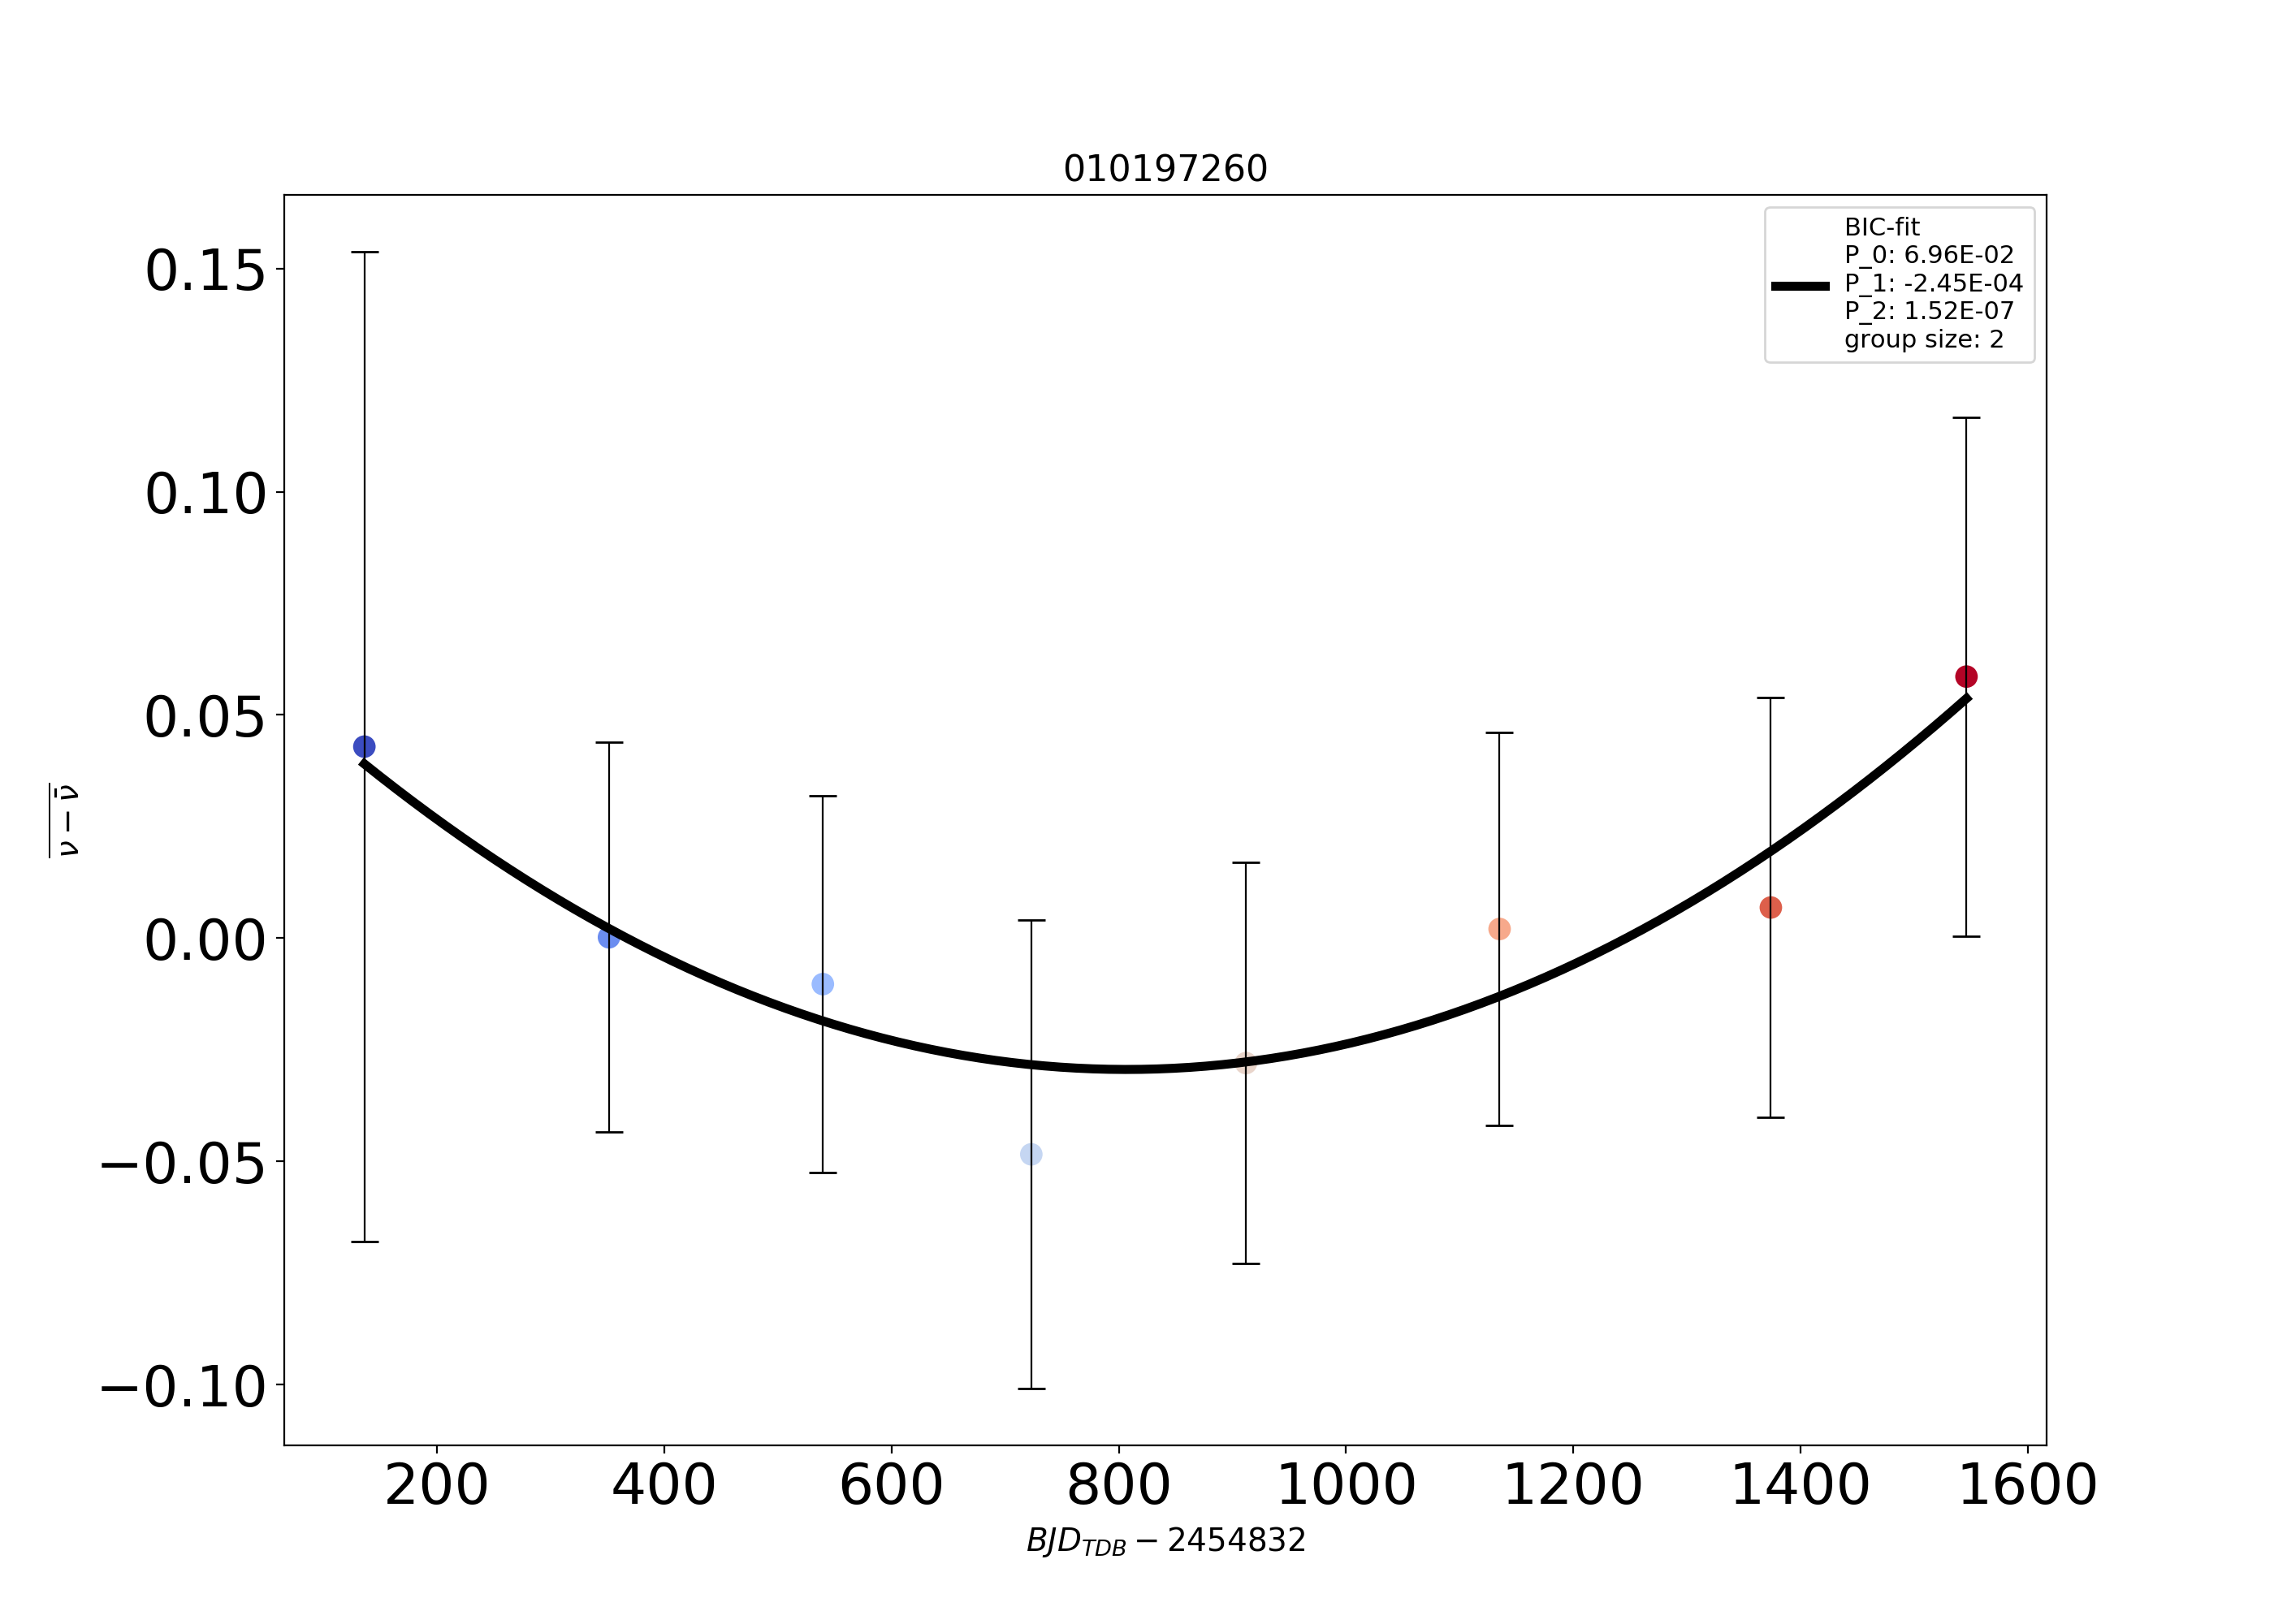 010197260
BIC-fit
P_0: 6.96E-02
P_1: -2.45E-04
P_2: 1.52E-07
group size: 2
0.15
0.10
0.05
0.00
−0.05
−0.10
ν − ν̄
200 400 600 800 1000 1200 1400 1600
BJD_TDB − 2454832